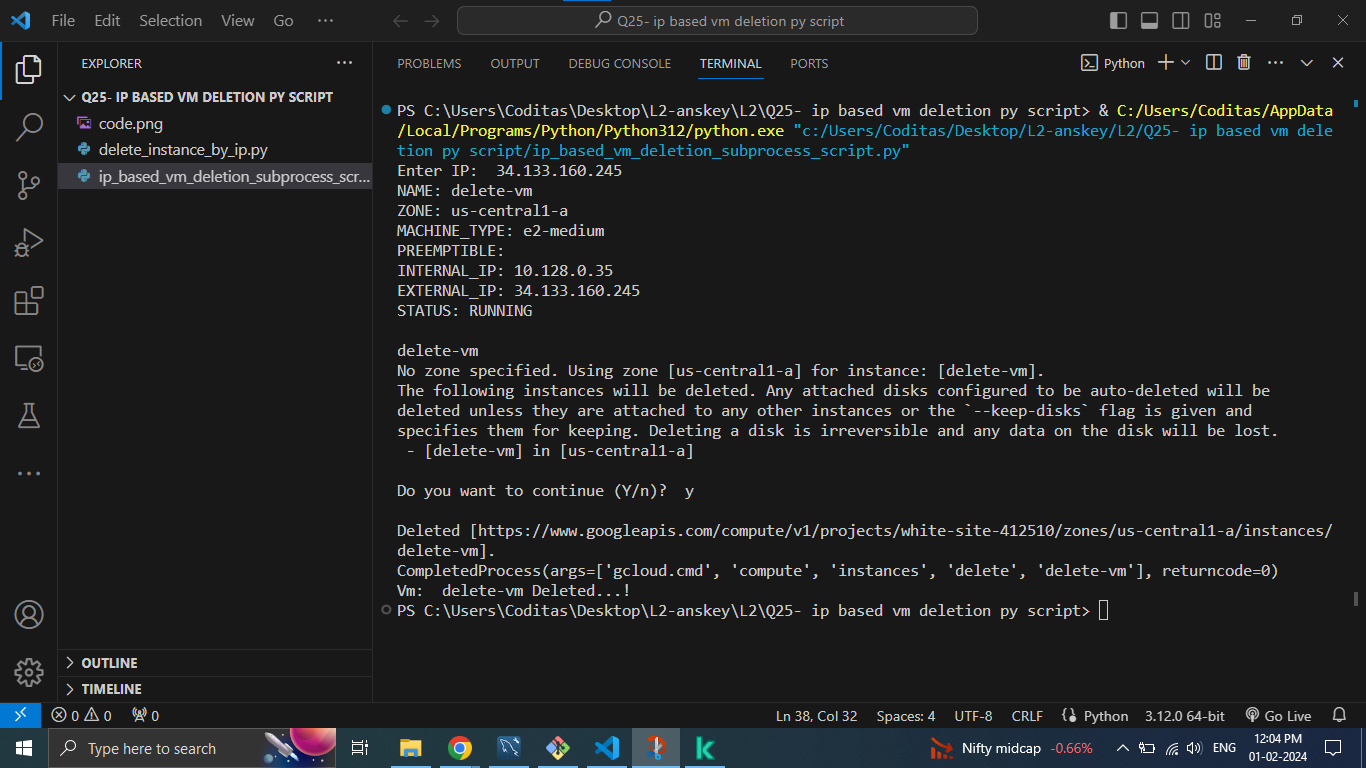 File Edit Selection View Go ···
Q25- ip based vm deletion py script
EXPLORER ···
Q25- IP BASED VM DELETION PY SCRIPT
code.png
delete_instance_by_ip.py
ip_based_vm_deletion_subprocess_scr...
OUTLINE
TIMELINE
PROBLEMS OUTPUT DEBUG CONSOLE TERMINAL PORTS
Python
PS C:\Users\Coditas\Desktop\L2-anskey\L2\Q25- ip based vm deletion py script> & C:/Users/Coditas/AppData
/Local/Programs/Python/Python312/python.exe "c:/Users/Coditas/Desktop/L2-anskey/L2/Q25- ip based vm dele
tion py script/ip_based_vm_deletion_subprocess_script.py"
Enter IP:  34.133.160.245
NAME: delete-vm
ZONE: us-central1-a
MACHINE_TYPE: e2-medium
PREEMPTIBLE:
INTERNAL_IP: 10.128.0.35
EXTERNAL_IP: 34.133.160.245
STATUS: RUNNING
delete-vm
No zone specified. Using zone [us-central1-a] for instance: [delete-vm].
The following instances will be deleted. Any attached disks configured to be auto-deleted will be
deleted unless they are attached to any other instances or the `--keep-disks` flag is given and
specifies them for keeping. Deleting a disk is irreversible and any data on the disk will be lost.
 - [delete-vm] in [us-central1-a]
Do you want to continue (Y/n)?  y
Deleted [https://www.googleapis.com/compute/v1/projects/white-site-412510/zones/us-central1-a/instances/
delete-vm].
CompletedProcess(args=['gcloud.cmd', 'compute', 'instances', 'delete', 'delete-vm'], returncode=0)
Vm:  delete-vm Deleted...!
PS C:\Users\Coditas\Desktop\L2-anskey\L2\Q25- ip based vm deletion py script>
0 0 0 Ln 38, Col 32 Spaces: 4 UTF-8 CRLF Python 3.12.0 64-bit Go Live
Type here to search
Nifty midcap -0.66% ENG
12:04 PM
01-02-2024